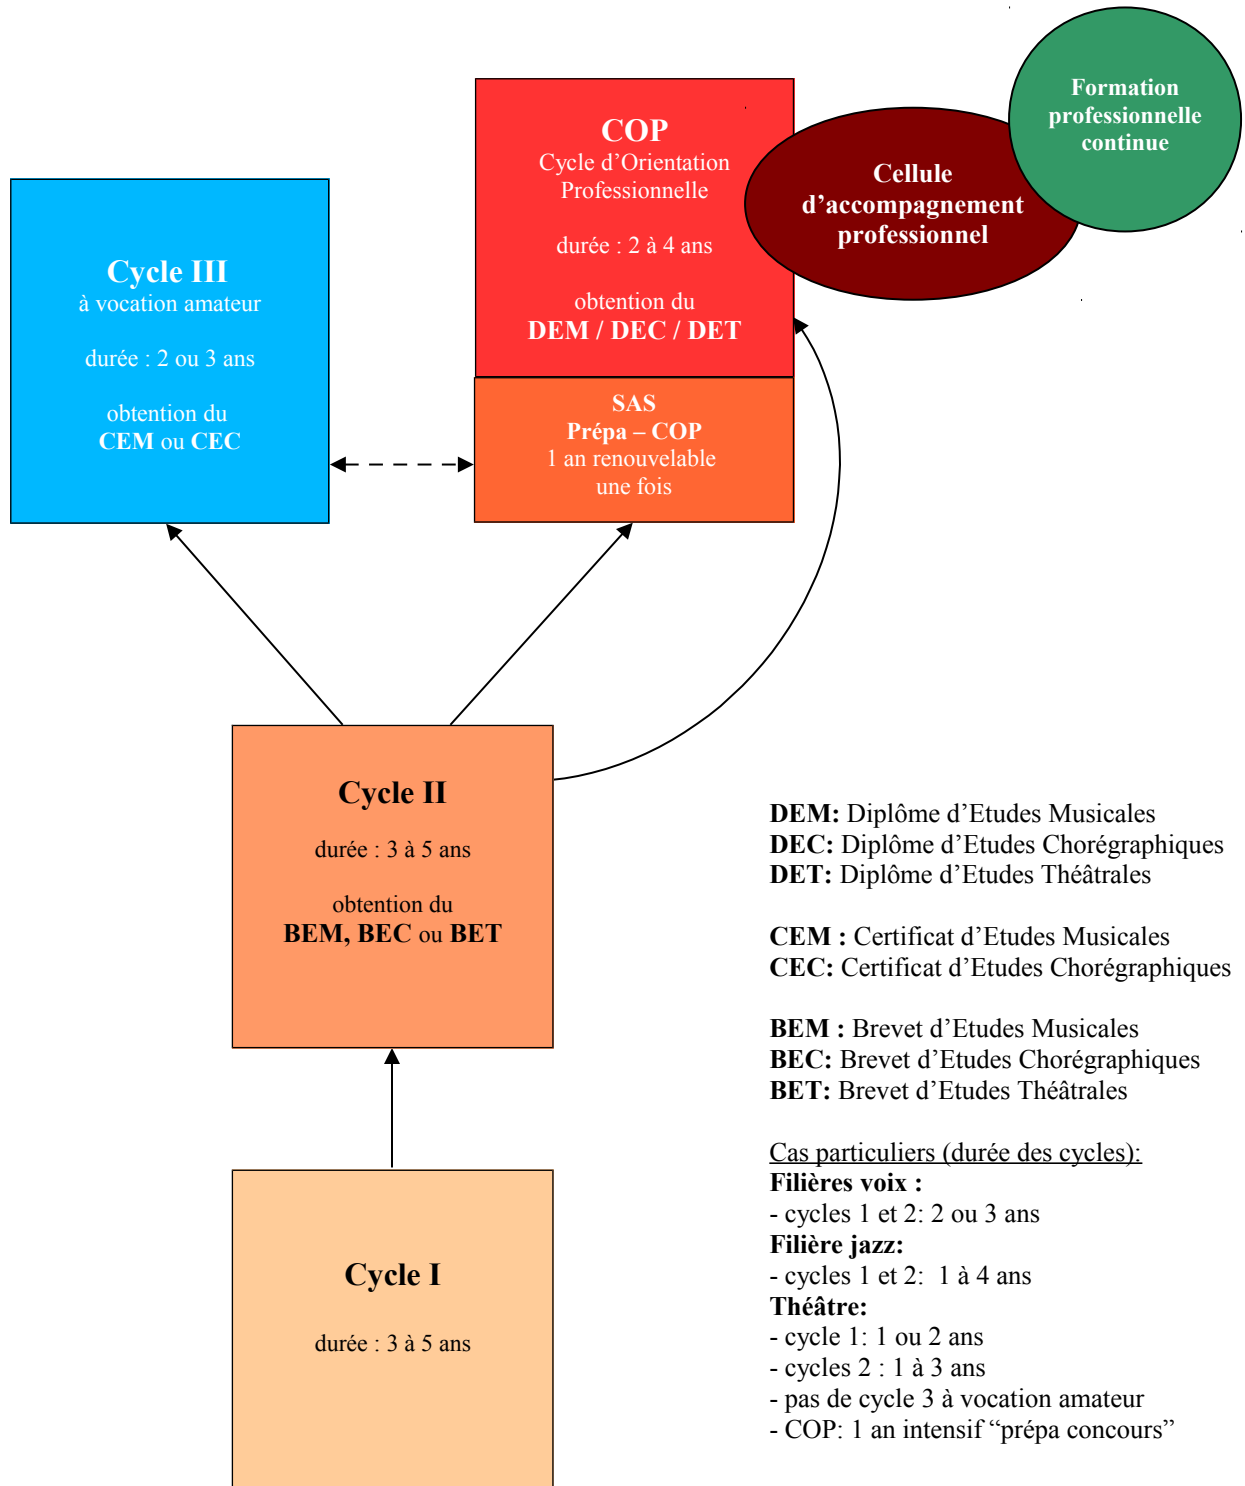 Formation
professionnelle
continue
Cellule
d’accompagnement
professionnel
COP
Cycle d’Orientation
Professionnelle
durée : 2 à 4 ans
obtention du
DEM / DEC / DET
SAS
Prépa – COP
1 an renouvelable
une fois
Cycle III
à vocation amateur
durée : 2 ou 3 ans
obtention du
CEM ou CEC
Cycle II
durée : 3 à 5 ans
obtention du
BEM, BEC ou BET
Cycle I
durée : 3 à 5 ans
DEM: Diplôme d’Etudes Musicales
DEC: Diplôme d’Etudes Chorégraphiques
DET: Diplôme d’Etudes Théâtrales
CEM : Certificat d’Etudes Musicales
CEC: Certificat d’Etudes Chorégraphiques
BEM : Brevet d’Etudes Musicales
BEC: Brevet d’Etudes Chorégraphiques
BET: Brevet d’Etudes Théâtrales
Cas particuliers (durée des cycles):
Filières voix :
- cycles 1 et 2: 2 ou 3 ans
Filière jazz:
- cycles 1 et 2:  1 à 4 ans
Théâtre:
- cycle 1: 1 ou 2 ans
- cycles 2 : 1 à 3 ans
- pas de cycle 3 à vocation amateur
- COP: 1 an intensif “prépa concours”